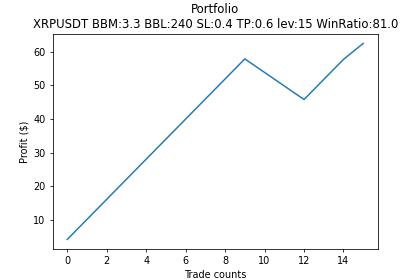 Portfolio
XRPUSDT BBM:3.3 BBL:240 SL:0.4 TP:0.6 lev:15 WinRatio:81.0
60
50
40
30
20
10
Profit ($)
0 2 4 6 8 10 12 14
Trade counts